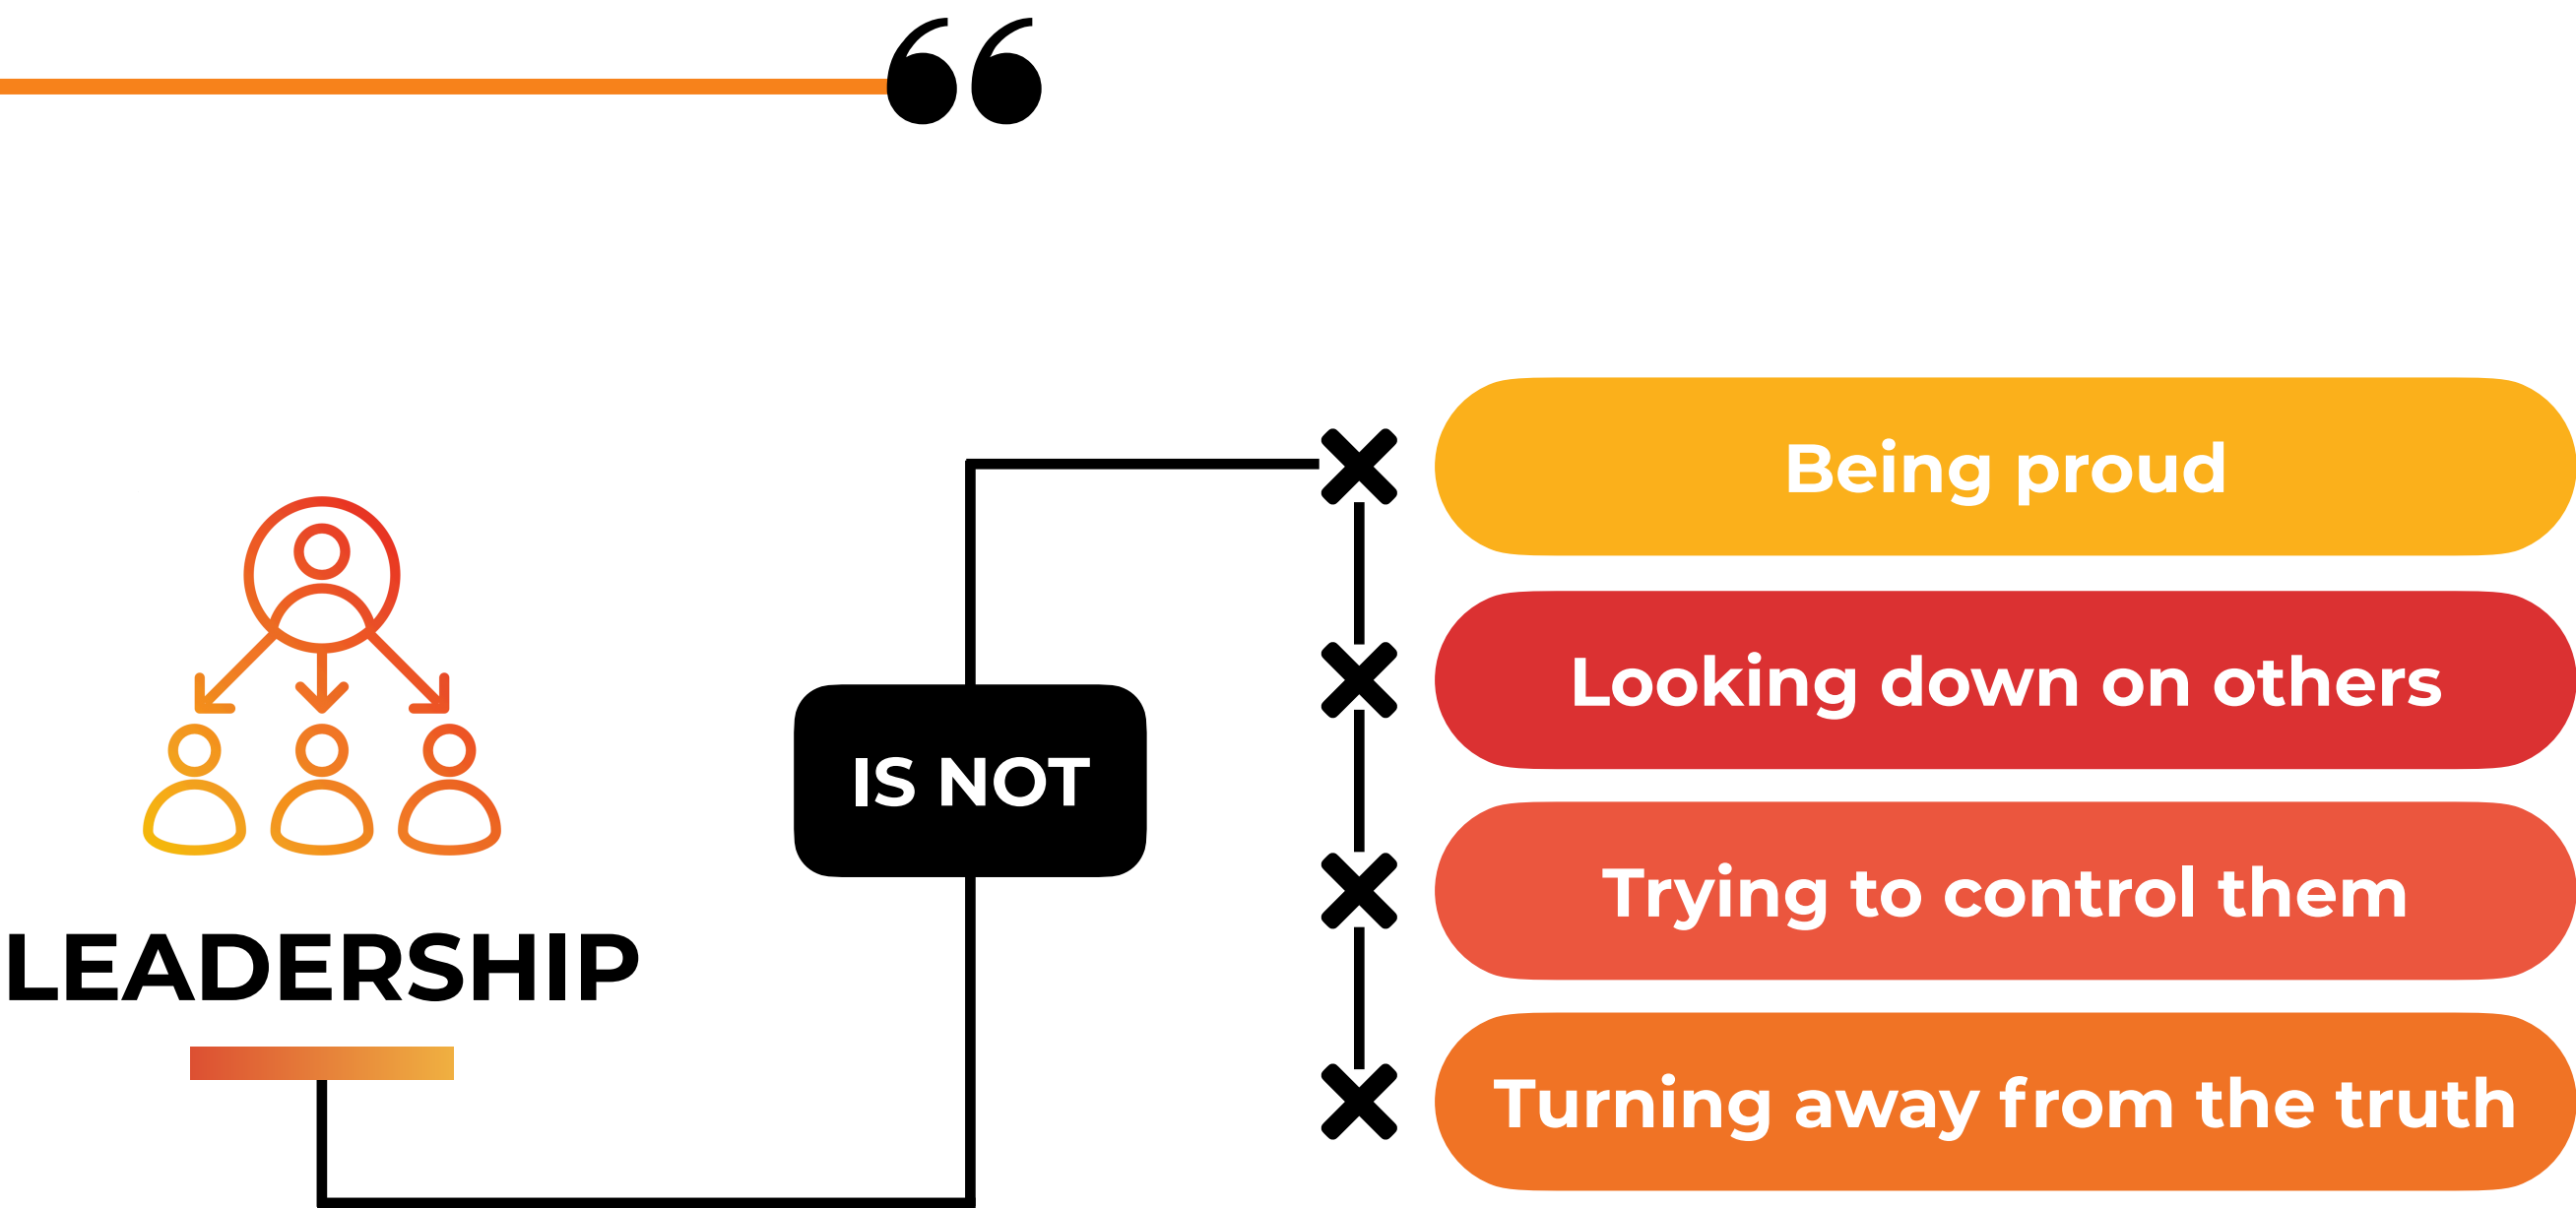 ❝
LEADERSHIP
IS NOT
Being proud
Looking down on others
Trying to control them
Turning away from the truth